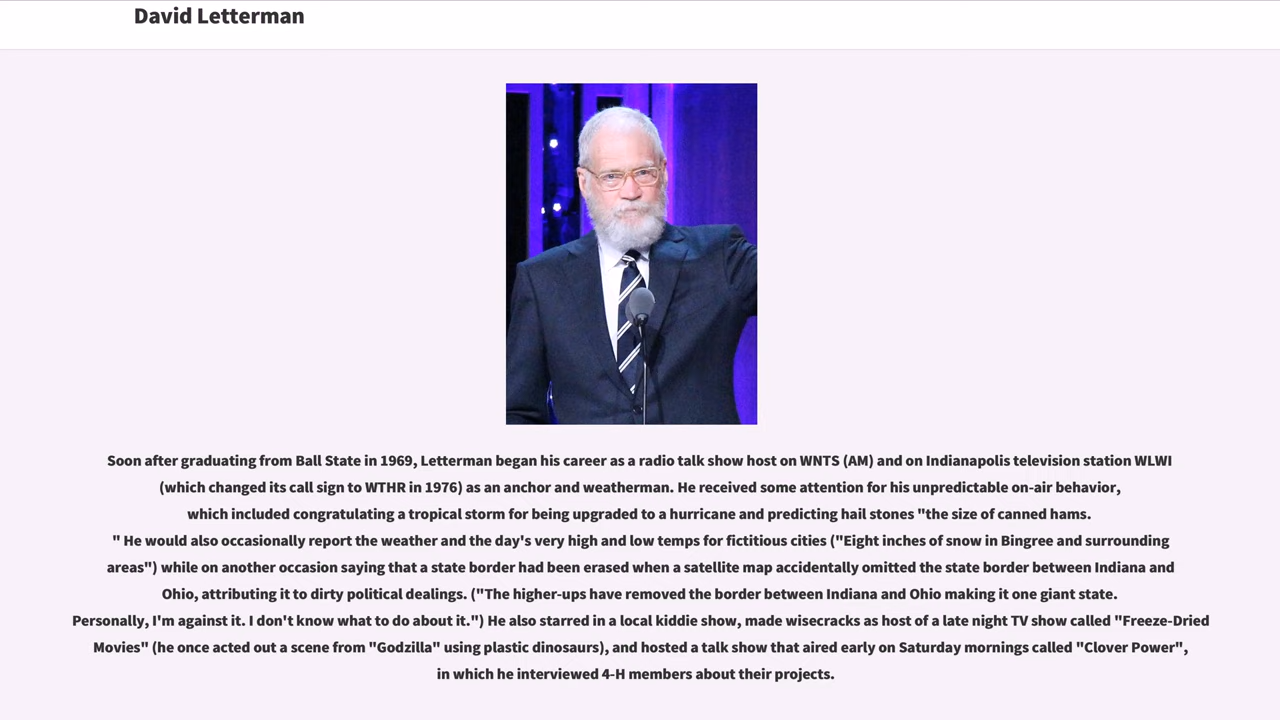 David Letterman
Soon after graduating from Ball State in 1969, Letterman began his career as a radio talk show host on WNTS (AM) and on Indianapolis television station WLWI
(which changed its call sign to WTHR in 1976) as an anchor and weatherman. He received some attention for his unpredictable on-air behavior,
which included congratulating a tropical storm for being upgraded to a hurricane and predicting hail stones "the size of canned hams.
" He would also occasionally report the weather and the day's very high and low temps for fictitious cities ("Eight inches of snow in Bingree and surrounding
areas") while on another occasion saying that a state border had been erased when a satellite map accidentally omitted the state border between Indiana and
Ohio, attributing it to dirty political dealings. ("The higher-ups have removed the border between Indiana and Ohio making it one giant state.
Personally, I'm against it. I don't know what to do about it.") He also starred in a local kiddie show, made wisecracks as host of a late night TV show called "Freeze-Dried
Movies" (he once acted out a scene from "Godzilla" using plastic dinosaurs), and hosted a talk show that aired early on Saturday mornings called "Clover Power",
in which he interviewed 4-H members about their projects.